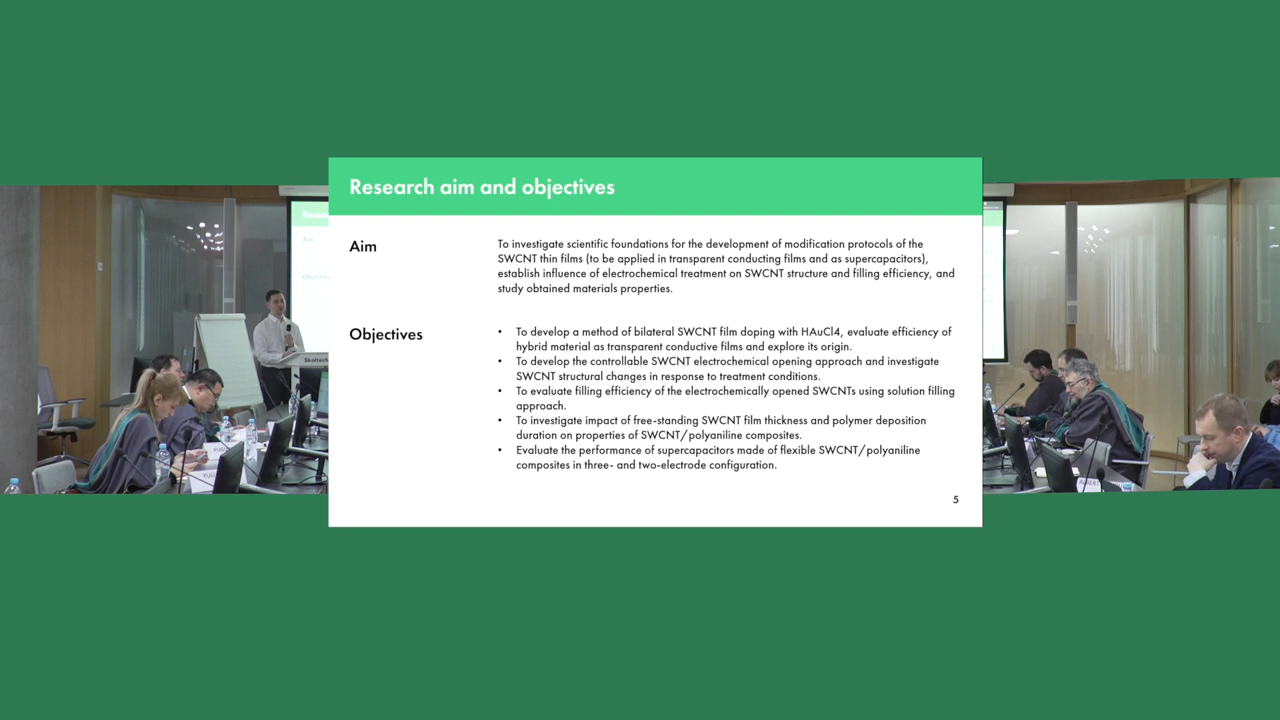 Research aim and objectives
Aim
To investigate scientific foundations for the development of modification protocols of the
SWCNT thin films (to be applied in transparent conducting films and as supercapacitors),
establish influence of electrochemical treatment on SWCNT structure and filling efficiency, and
study obtained materials properties.
Objectives
• To develop a method of bilateral SWCNT film doping with HAuCl4, evaluate efficiency of
hybrid material as transparent conductive films and explore its origin.
• To develop the controllable SWCNT electrochemical opening approach and investigate
SWCNT structural changes in response to treatment conditions.
• To evaluate filling efficiency of the electrochemically opened SWCNTs using solution filling
approach.
• To investigate impact of free-standing SWCNT film thickness and polymer deposition
duration on properties of SWCNT/polyaniline composites.
• Evaluate the performance of supercapacitors made of flexible SWCNT/polyaniline
composites in three- and two-electrode configuration.
5
Resea
Aim
Objectiv
Skoltech